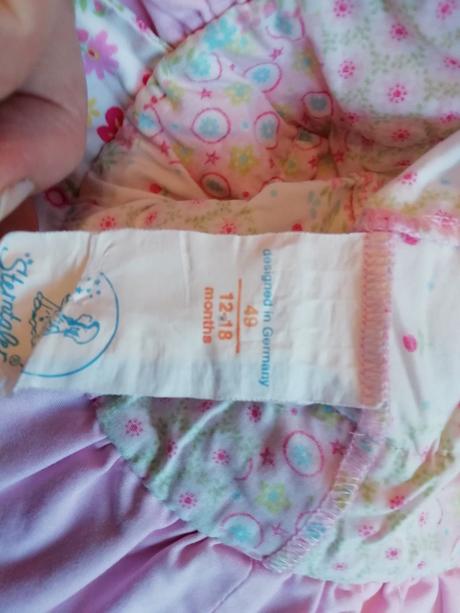 Sterntaler®
designed in Germany
49
12-18
months